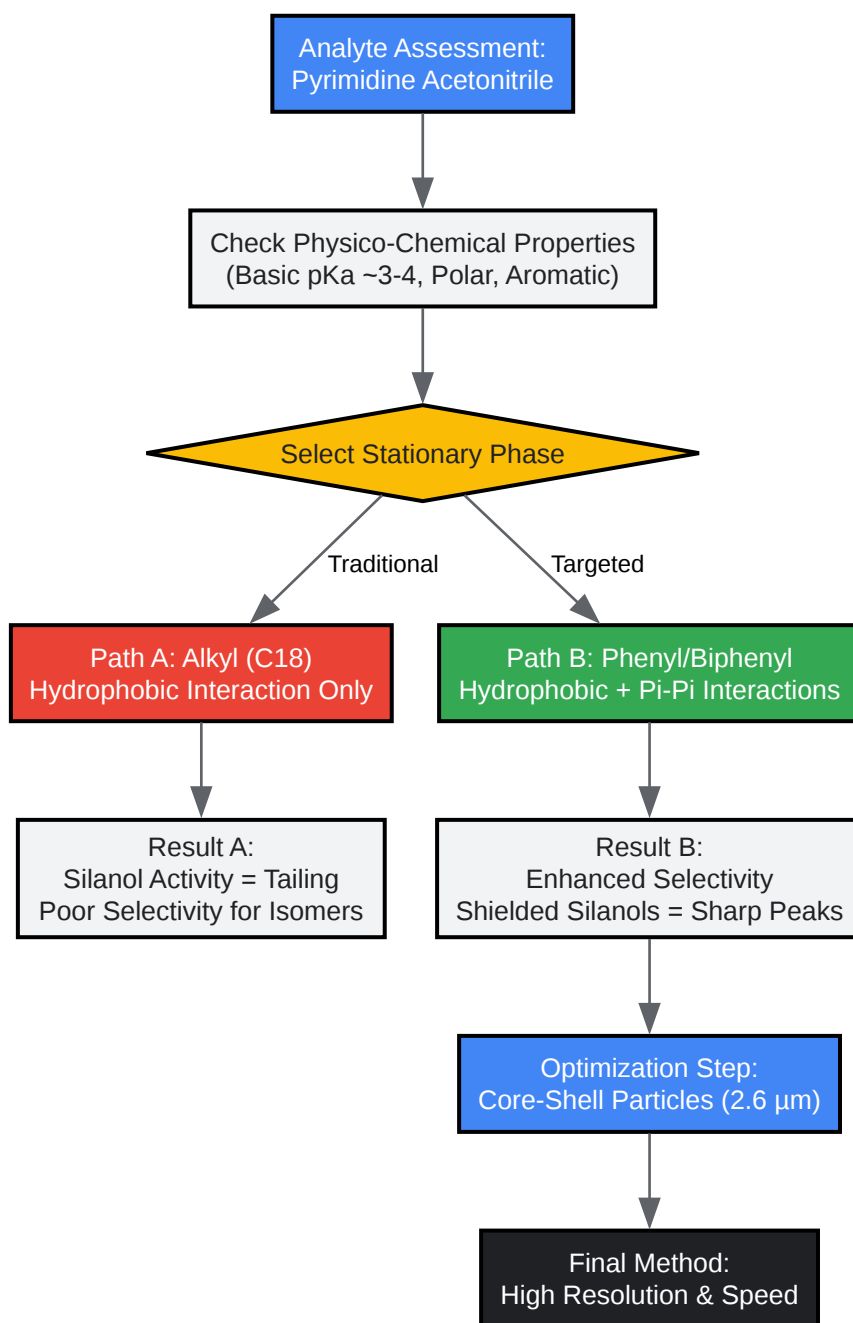 Analyte Assessment:
Pyrimidine Acetonitrile
Check Physico-Chemical Properties
(Basic pKa ~3-4, Polar, Aromatic)
Select Stationary Phase
Traditional
Targeted
Path A: Alkyl (C18)
Hydrophobic Interaction Only
Path B: Phenyl/Biphenyl
Hydrophobic + Pi-Pi Interactions
Result A:
Silanol Activity = Tailing
Poor Selectivity for Isomers
Result B:
Enhanced Selectivity
Shielded Silanols = Sharp Peaks
Optimization Step:
Core-Shell Particles (2.6 µm)
Final Method:
High Resolution & Speed